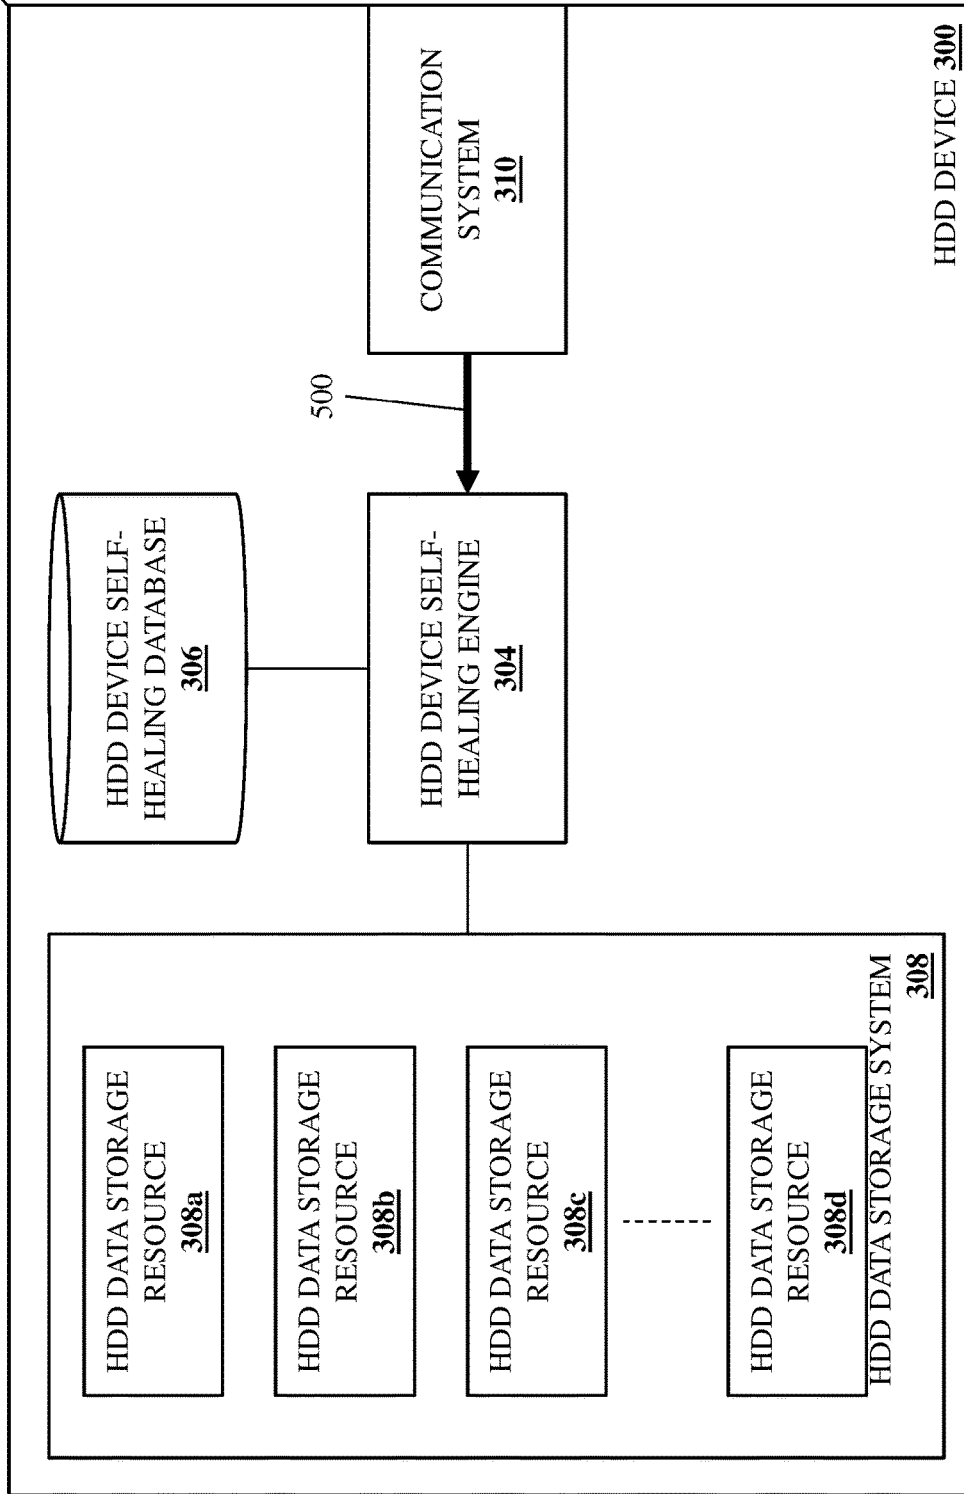 HDD DATA STORAGE
RESOURCE
308a
HDD DATA STORAGE
RESOURCE
308b
HDD DATA STORAGE
RESOURCE
308c
HDD DATA STORAGE
RESOURCE
308d
HDD DATA STORAGE SYSTEM
308
HDD DEVICE SELF-
HEALING DATABASE
306
HDD DEVICE SELF-
HEALING ENGINE
304
500
COMMUNICATION
SYSTEM
310
HDD DEVICE 300